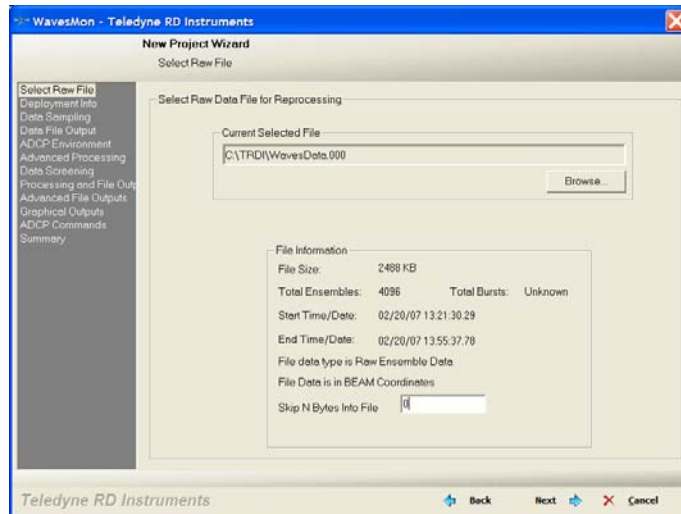 WavesMon - Teledyne RD Instruments
New Project Wizard
Select Raw File
Select Raw File
Deployment Info
Data Sampling
Data File Output
ADCP Environment
Advanced Processing
Data Screening
Processing and File Outp
Advanced File Outputs
Graphical Outputs
ADCP Commands
Summary
Select Raw Data File for Reprocessing
Current Selected File
C:\TRDI\WavesData.000
Browse...
File Information
File Size: 2488 KB
Total Ensembles: 4096 Total Bursts: Unknown
Start Time/Date: 02/20/07 13:21:30.29
End Time/Date: 02/20/07 13:55:37.78
File data type is Raw Ensemble Data
File Data is in BEAM Coordinates
Skip N Bytes Into File 0
Teledyne RD Instruments
Back Next Cancel